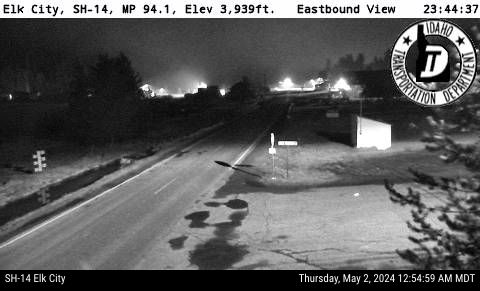 Elk City, SH-14, MP 94.1, Elev 3,939ft. Eastbound View 23:44:37
IDAHO
TRANSPORTATION DEPARTMENT
SH-14 Elk City Thursday, May 2, 2024 12:54:59 AM MDT